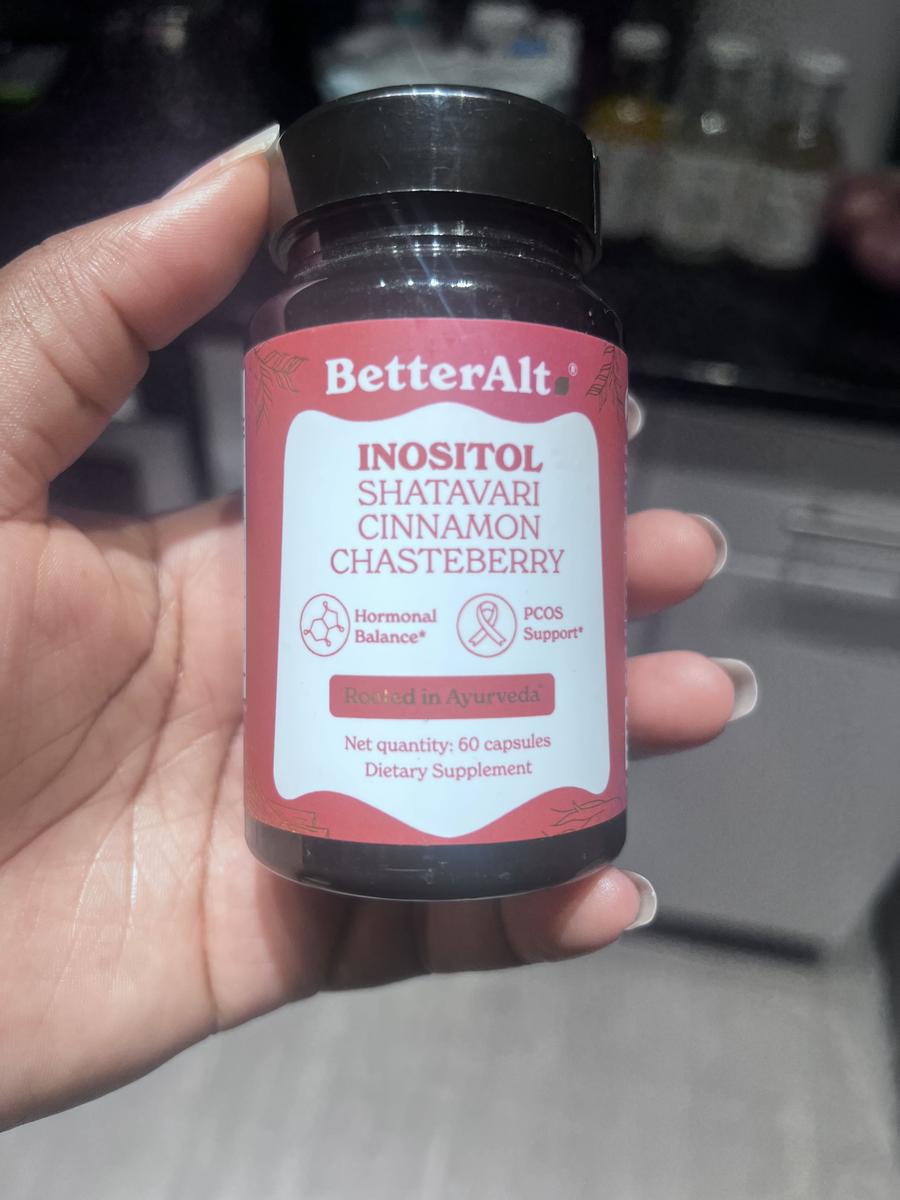 BetterAlt.®
INOSITOL
SHATAVARI
CINNAMON
CHASTEBERRY
Hormonal
Balance*
PCOS
Support*
Rooted in Ayurveda*
Net quantity: 60 capsules
Dietary Supplement